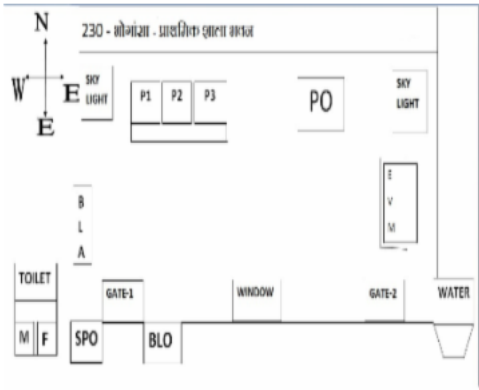 N
230 - भोगांसा - प्राथमिक शाला भवन
W E
E
SKY
LIGHT
P1 P2 P3
PO
SKY
LIGHT
B
L
A
E
V
M
TOILET
M F
GATE-1
WINDOW
GATE-2
WATER
SPO
BLO